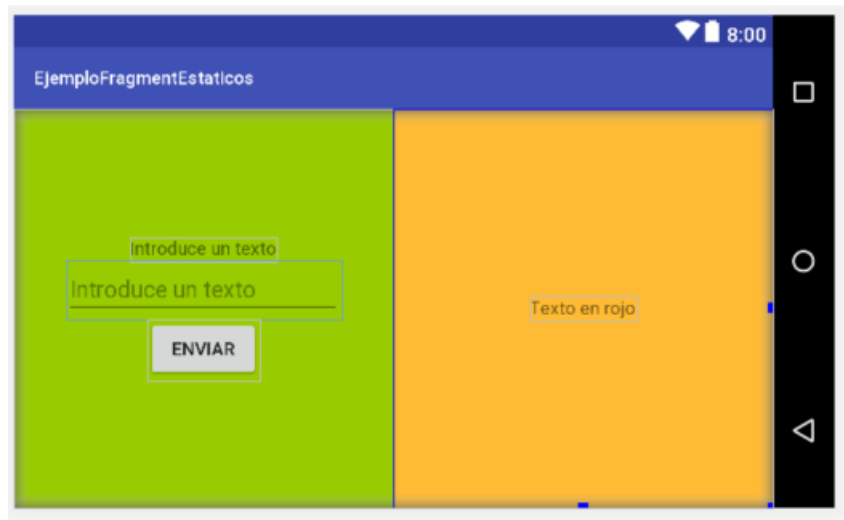 8:00
EjemploFragmentEstaticos
Introduce un texto
Introduce un texto
ENVIAR
Texto en rojo